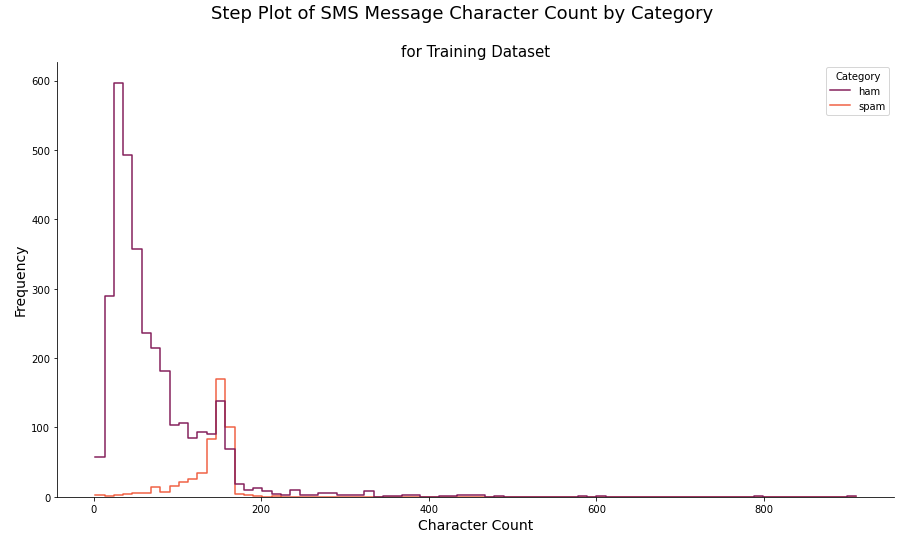 Step Plot of SMS Message Character Count by Category
for Training Dataset
Category
ham
spam
Frequency
600
500
400
300
200
100
0
0 200 400 600 800
Character Count